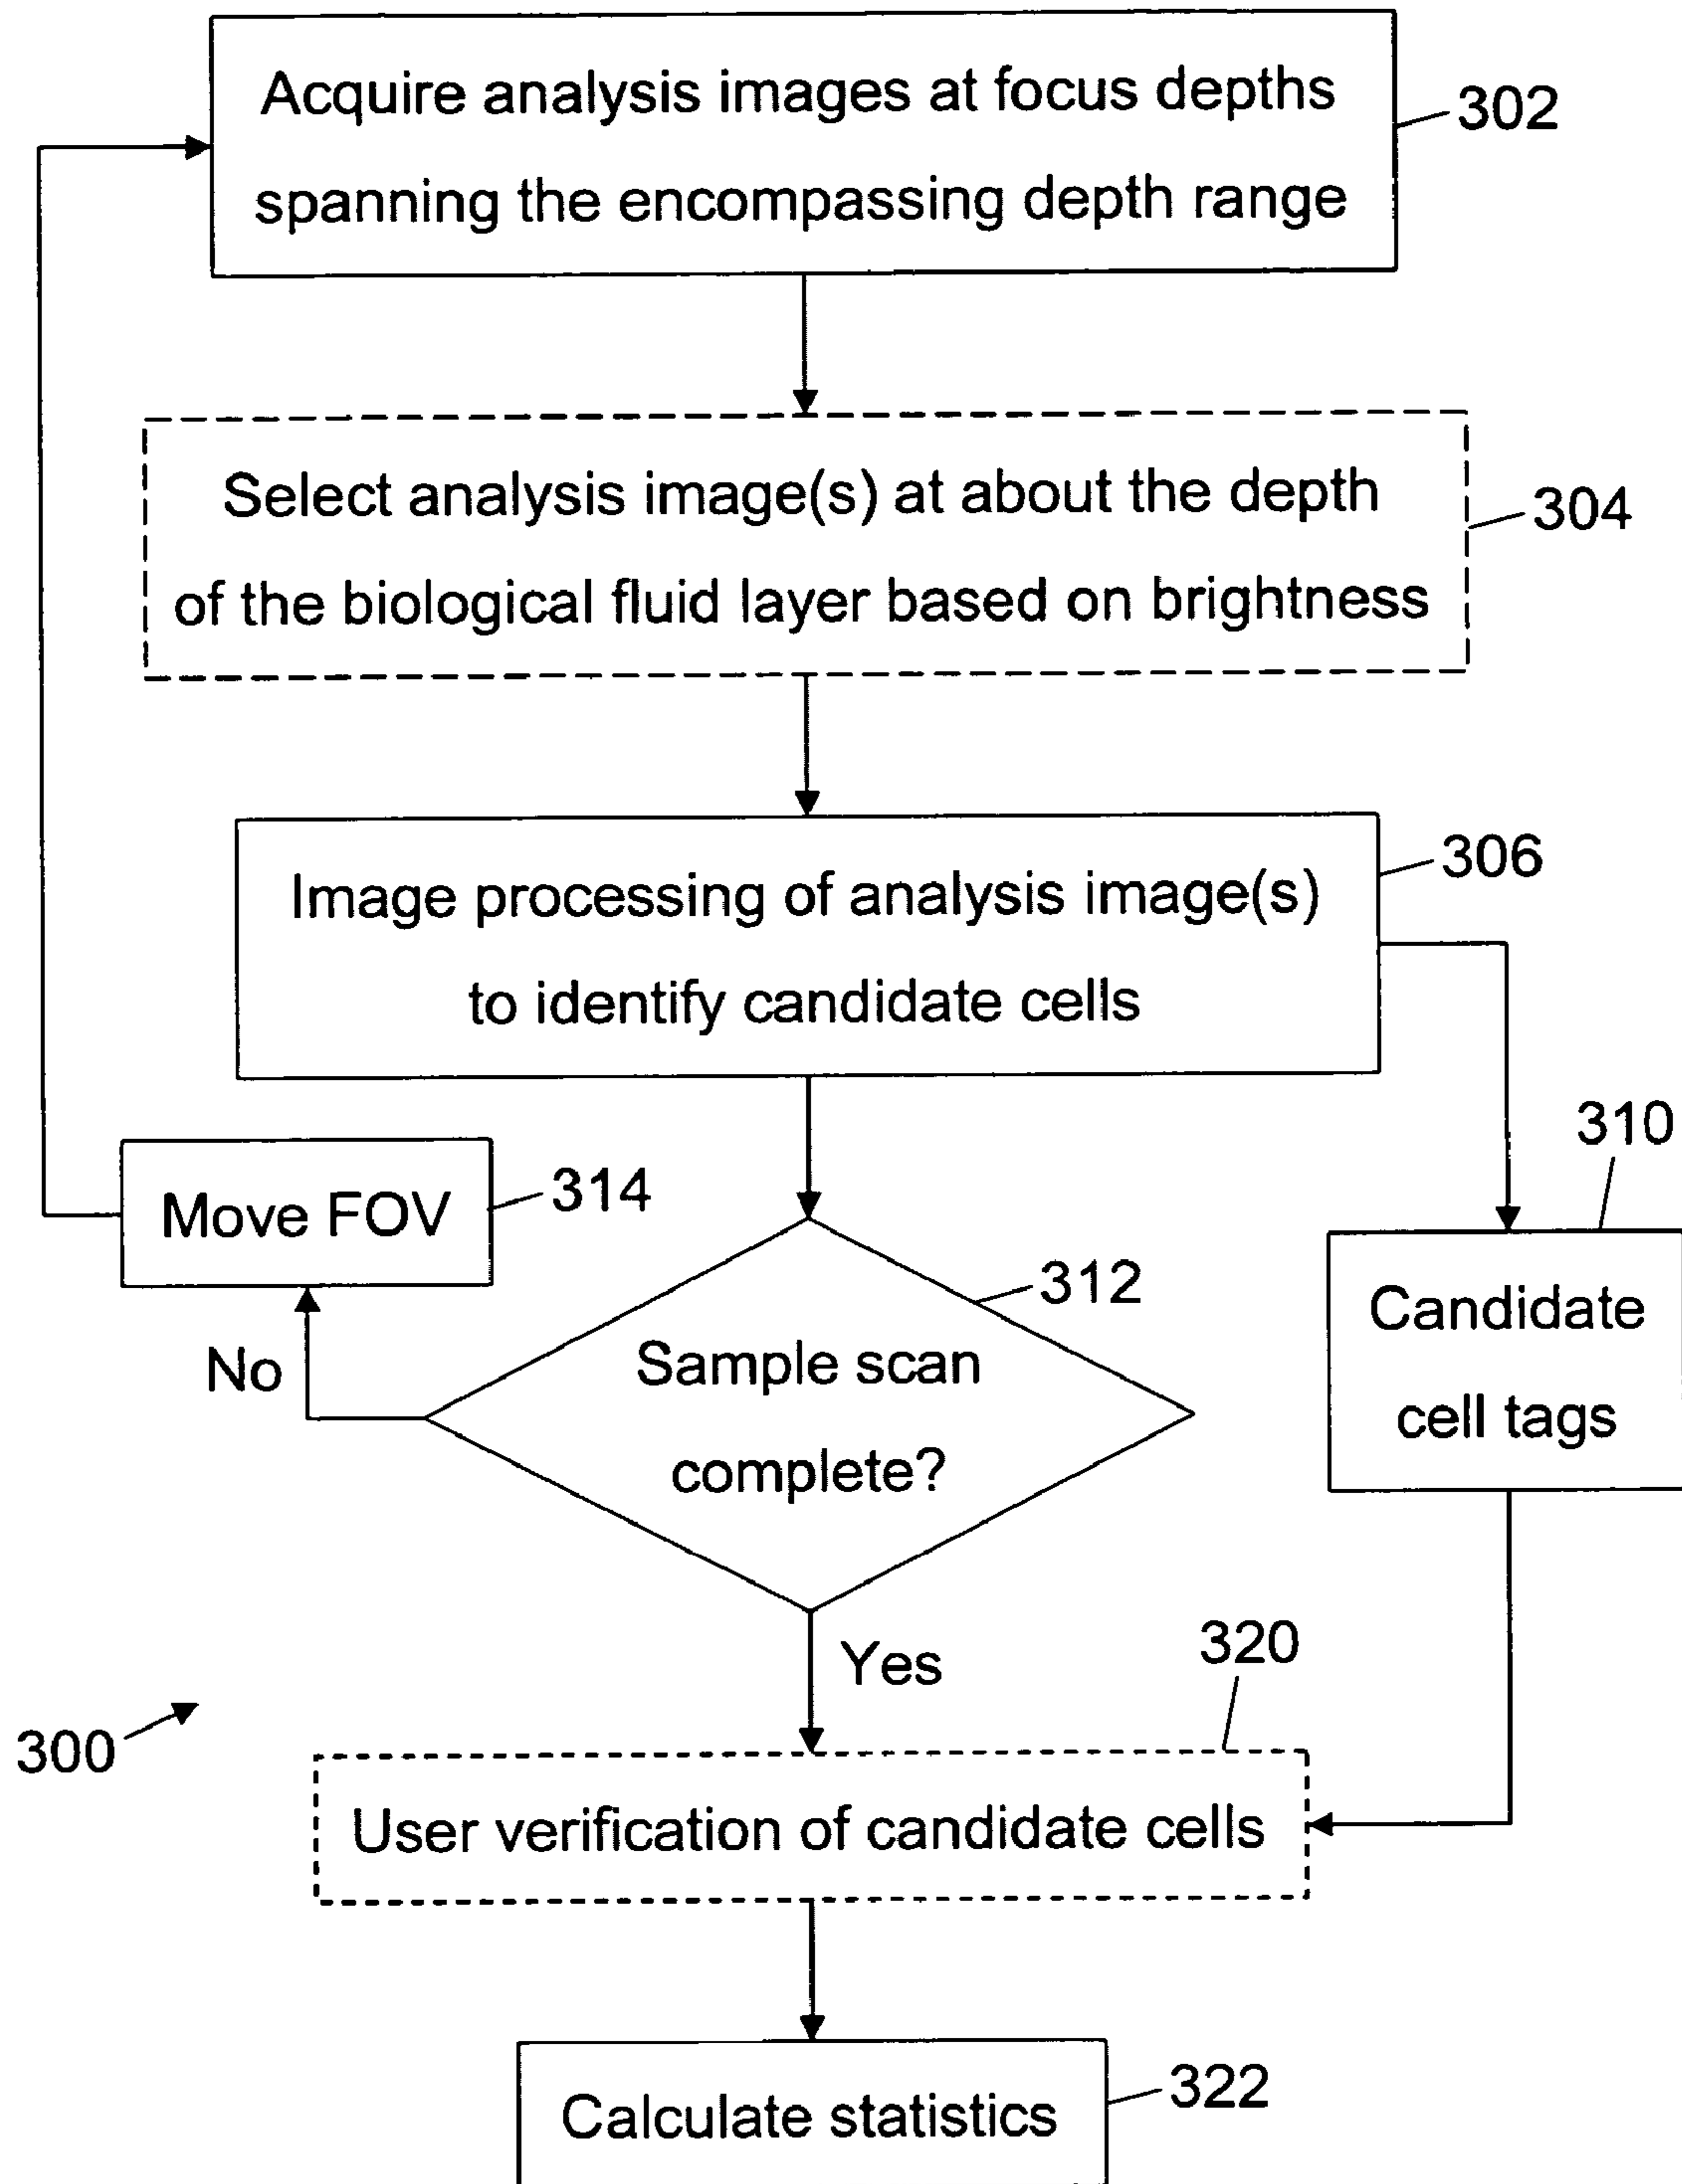 Acquire analysis images at focus depths
spanning the encompassing depth range
302
Select analysis image(s) at about the depth
of the biological fluid layer based on brightness
304
Image processing of analysis image(s)
to identify candidate cells
306
310
Candidate
cell tags
Move FOV
314
312
Sample scan
complete?
No
Yes
320
300
User verification of candidate cells
Calculate statistics
322